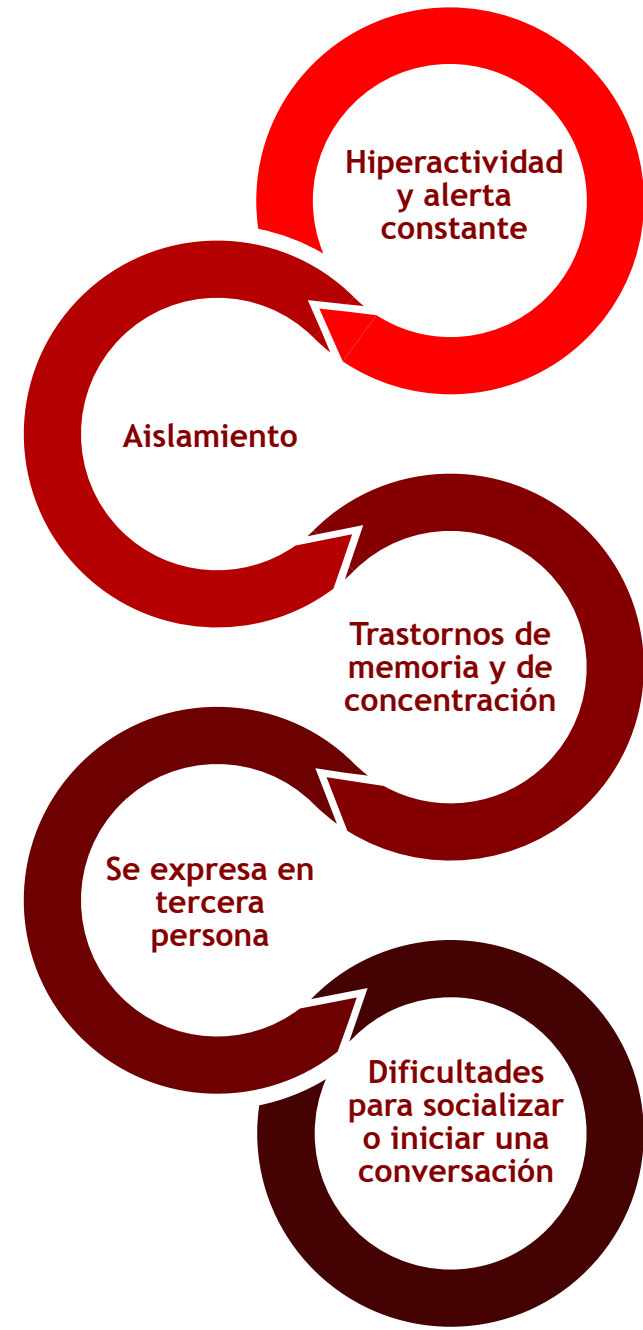 Hiperactividad
y alerta
constante
Aislamiento
Trastornos de
memoria y de
concentración
Se expresa en
tercera
persona
Dificultades
para socializar
o iniciar una
conversación